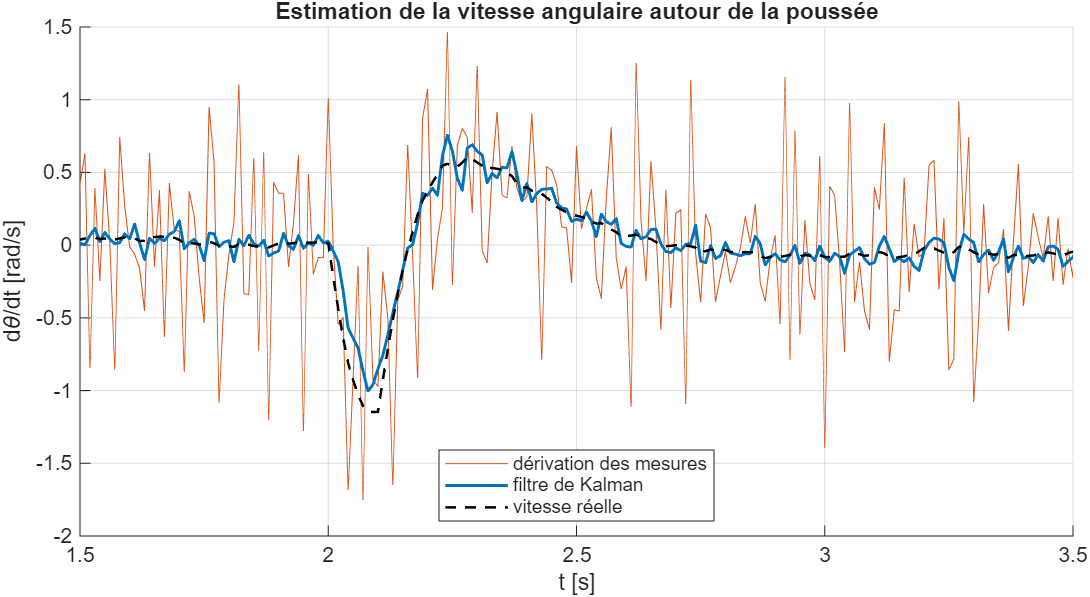 Estimation de la vitesse angulaire autour de la poussée
1.5
1
0.5
0
-0.5
-1
-1.5
-2
dθ/dt [rad/s]
dérivation des mesures
filtre de Kalman
vitesse réelle
1.5 2 2.5 3 3.5
t [s]